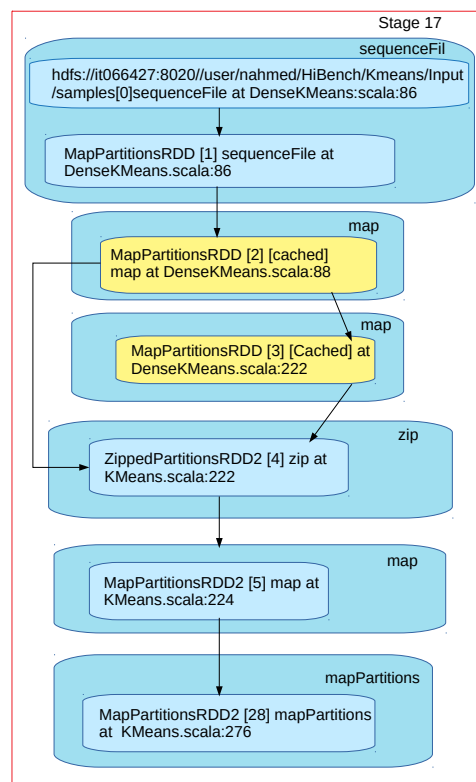 Stage 17
sequenceFil
hdfs://it066427:8020//user/nahmed/HiBench/Kmeans/Input
/samples[0]sequenceFile at DenseKMeans:scala:86
MapPartitionsRDD [1] sequenceFile at
DenseKMeans.scala:86
map
MapPartitionsRDD [2] [cached]
map at DenseKMeans.scala:88
map
MapPartitionsRDD [3] [Cached] at
DenseKMeans.scala:222
zip
ZippedPartitionsRDD2 [4] zip at
KMeans.scala:222
map
MapPartitionsRDD2 [5] map at
KMeans.scala:224
mapPartitions
MapPartitionsRDD2 [28] mapPartitions
at KMeans.scala:276